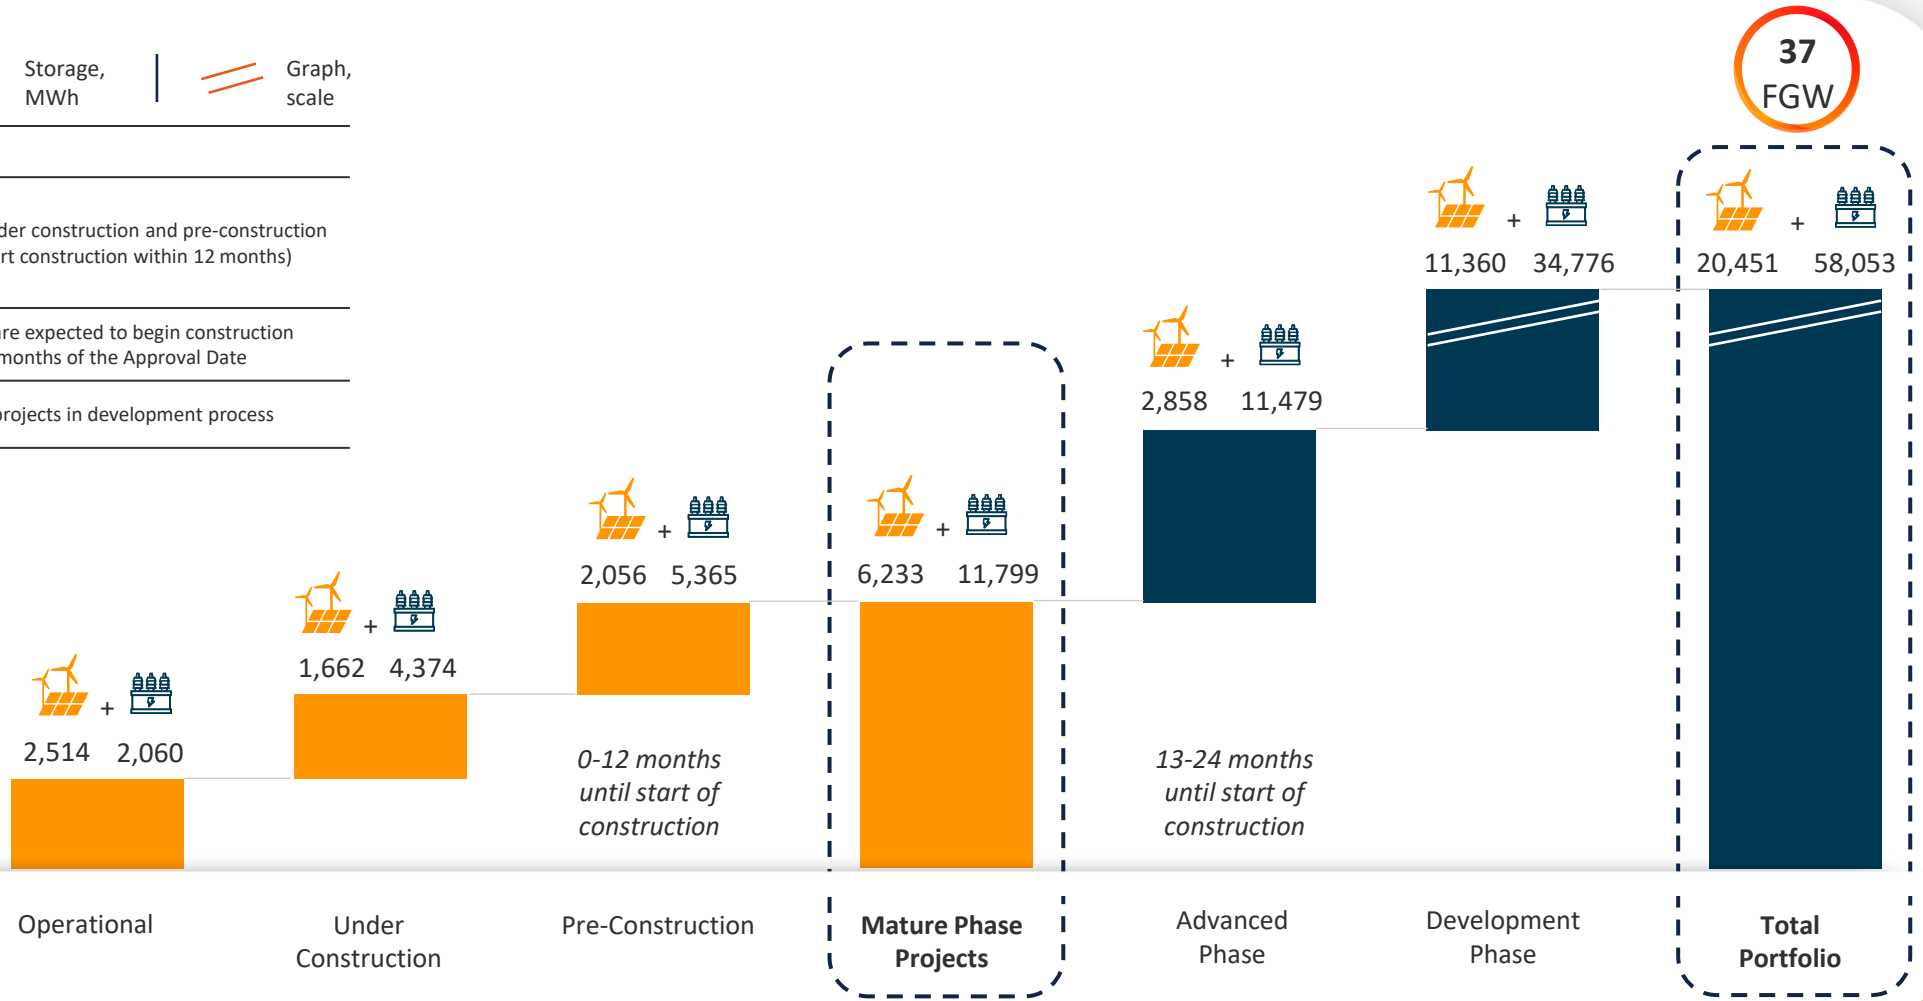 Storage,
MWh
Graph,
scale
37
FGW
der construction and pre-construction
rt construction within 12 months)
are expected to begin construction
months of the Approval Date
projects in development process
2,514 + 2,060
1,662 + 4,374
2,056 + 5,365
6,233 + 11,799
2,858 + 11,479
11,360 + 34,776
20,451 + 58,053
0-12 months
until start of
construction
13-24 months
until start of
construction
Operational
Under
Construction
Pre-Construction
Mature Phase
Projects
Advanced
Phase
Development
Phase
Total
Portfolio